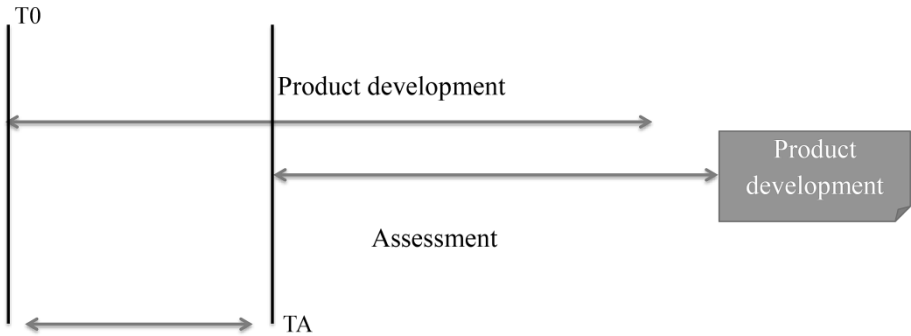 T0
Product development
Product
development
Assessment
TA